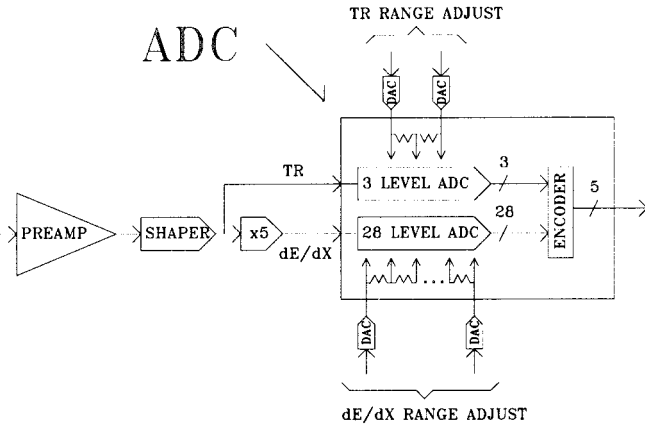 TR RANGE ADJUST
ADC
DAC
DAC
TR
3 LEVEL ADC
3
5
ENCODER
PREAMP
SHAPER
x5
dE/dX
28 LEVEL ADC
28
...
DAC
DAC
dE/dX RANGE ADJUST